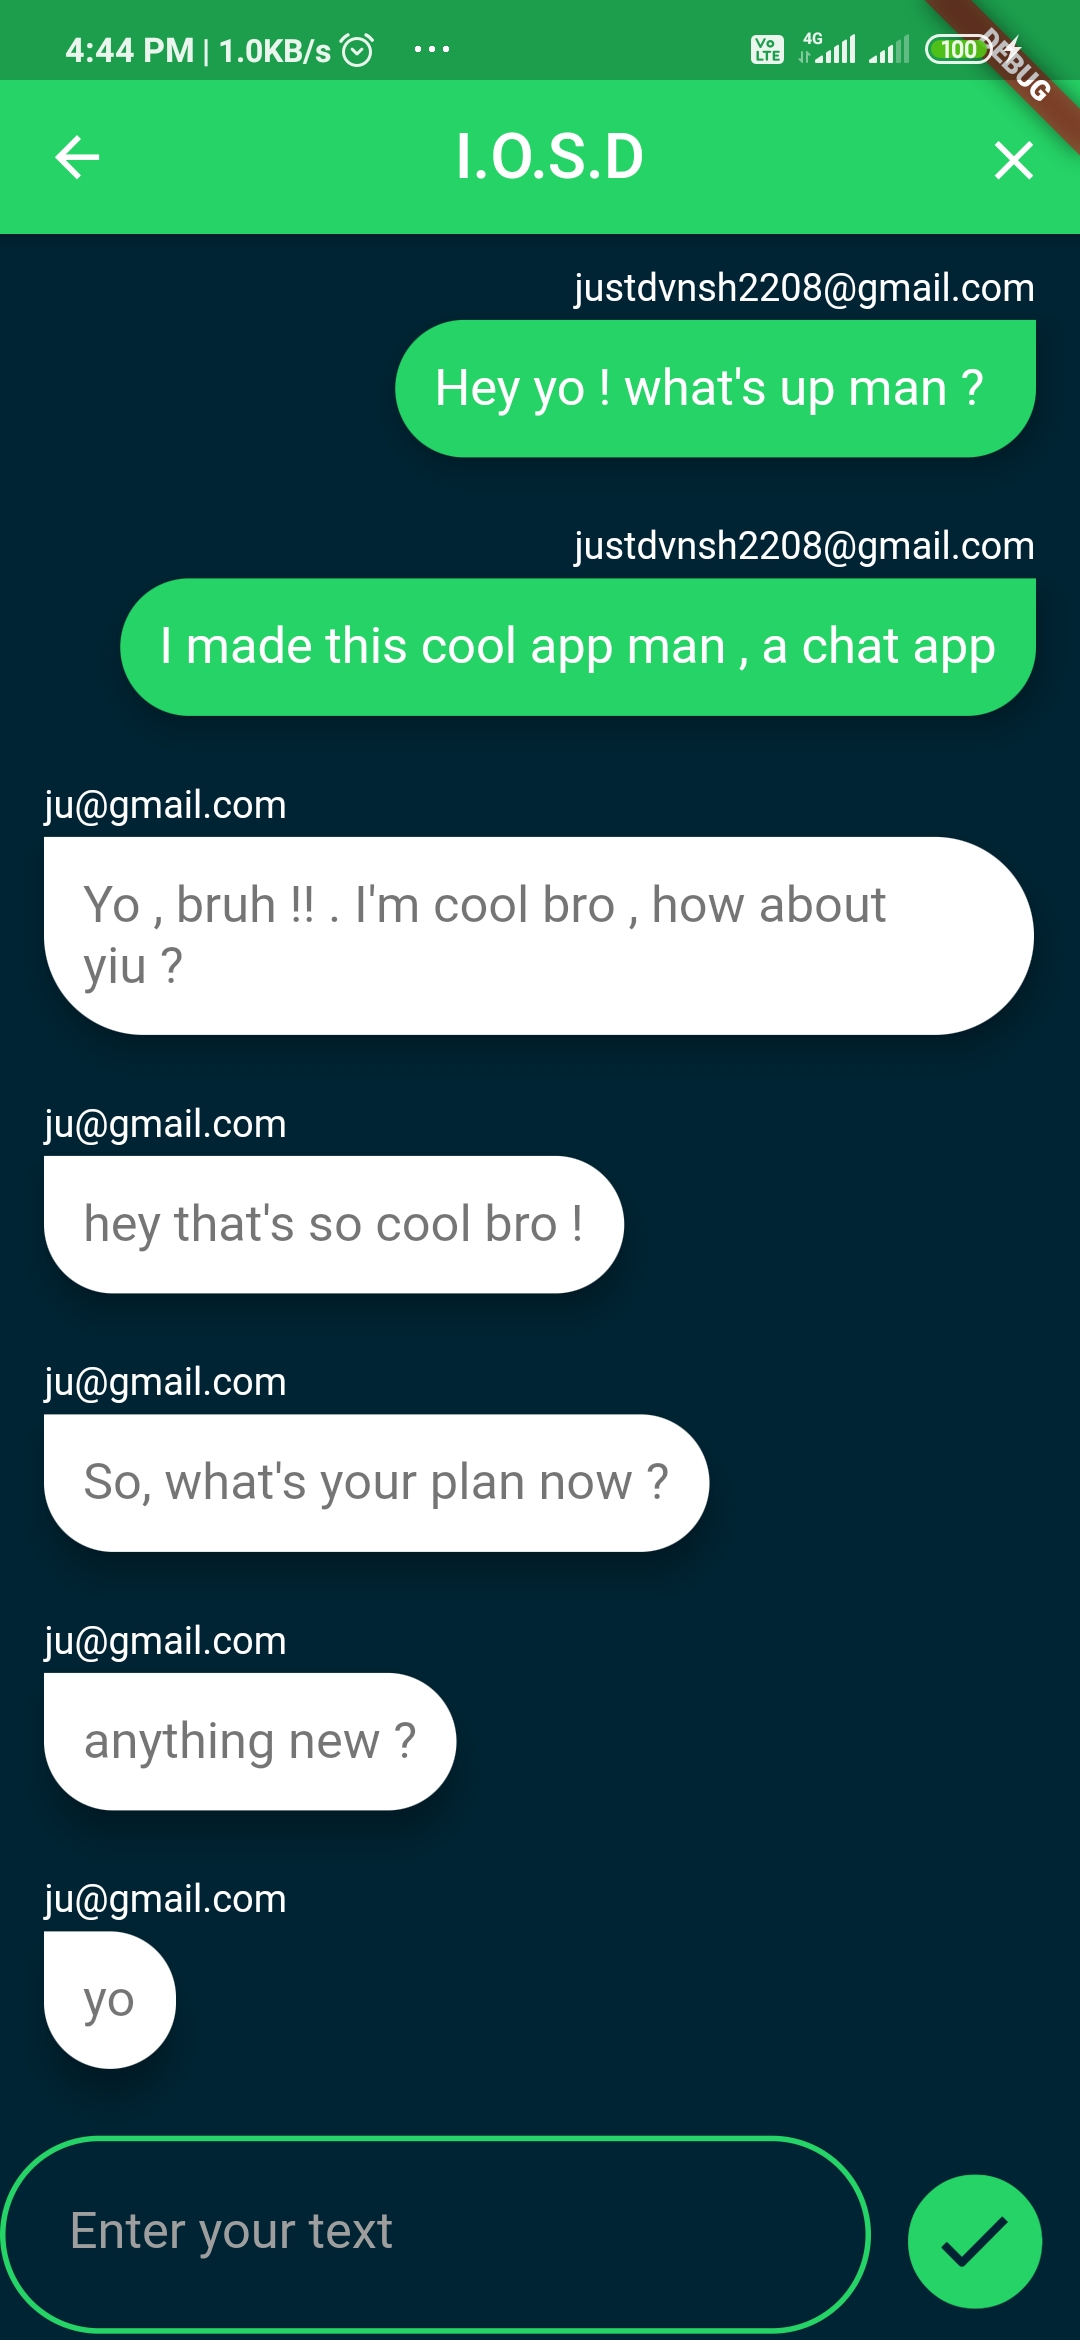 4:44 PM | 1.0KB/s
Vo
LTE
4G
100
DEBUG
I.O.S.D
justdvnsh2208@gmail.com
Hey yo ! what's up man ?
justdvnsh2208@gmail.com
I made this cool app man , a chat app
ju@gmail.com
Yo , bruh !! . I'm cool bro , how about
yiu ?
ju@gmail.com
hey that's so cool bro !
ju@gmail.com
So, what's your plan now ?
ju@gmail.com
anything new ?
ju@gmail.com
yo
Enter your text